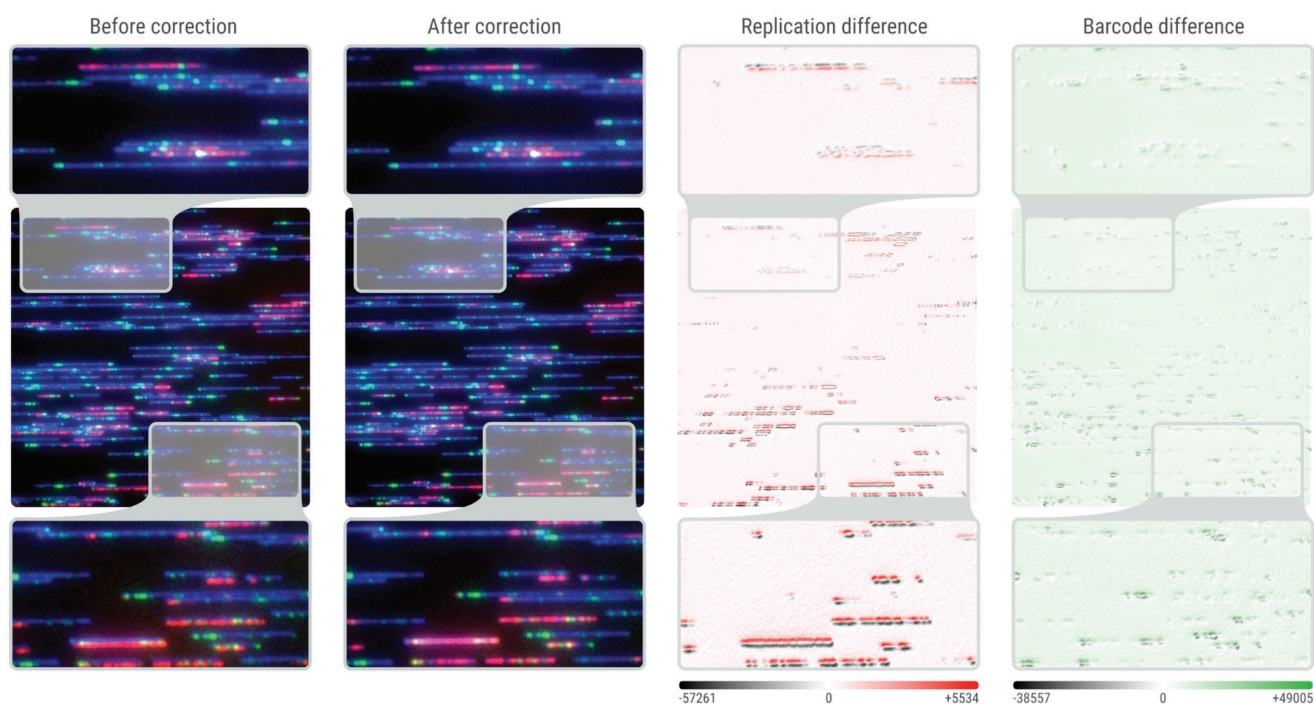 Before correction
After correction
Replication difference
Barcode difference
-57261
0
+5534
-38557
0
+49005